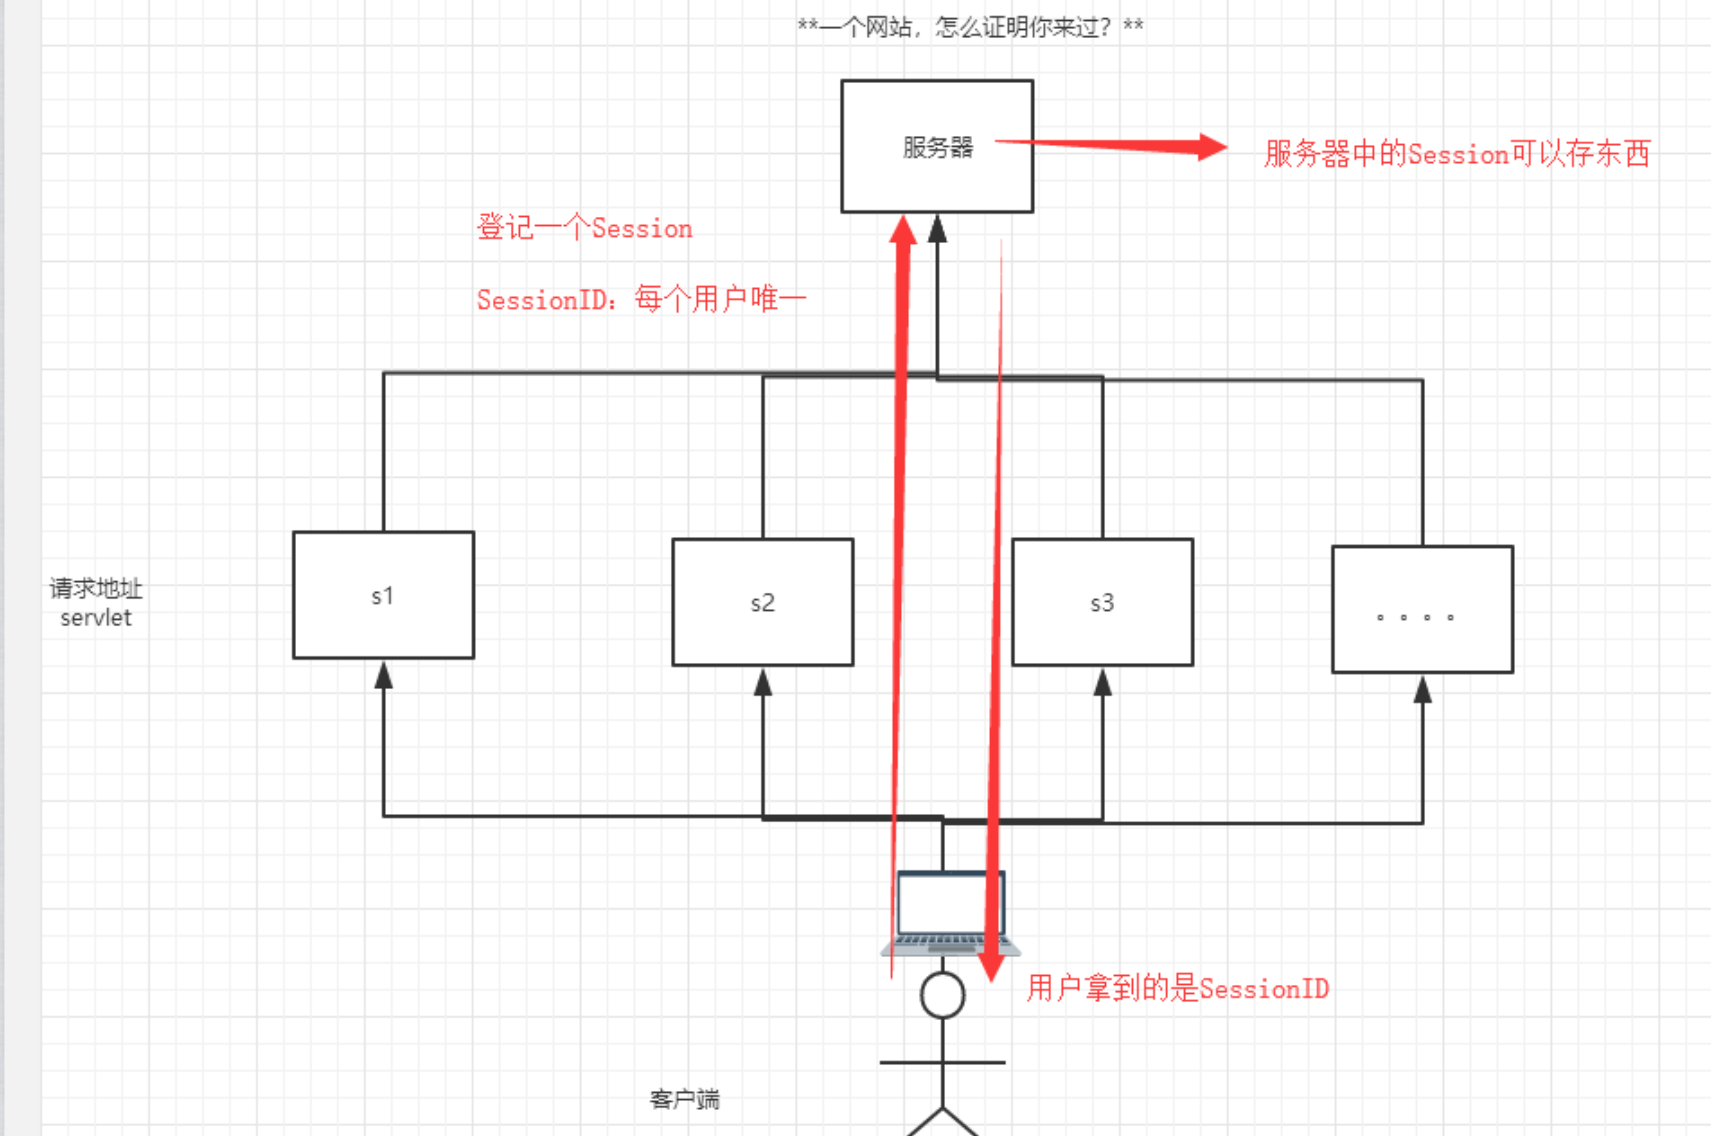 **一个网站，怎么证明你来过？**
服务器
服务器中的Session可以存东西
登记一个Session
SessionID：每个用户唯一
请求地址
servlet
s1
s2
s3
。。。。
用户拿到的是SessionID
客户端